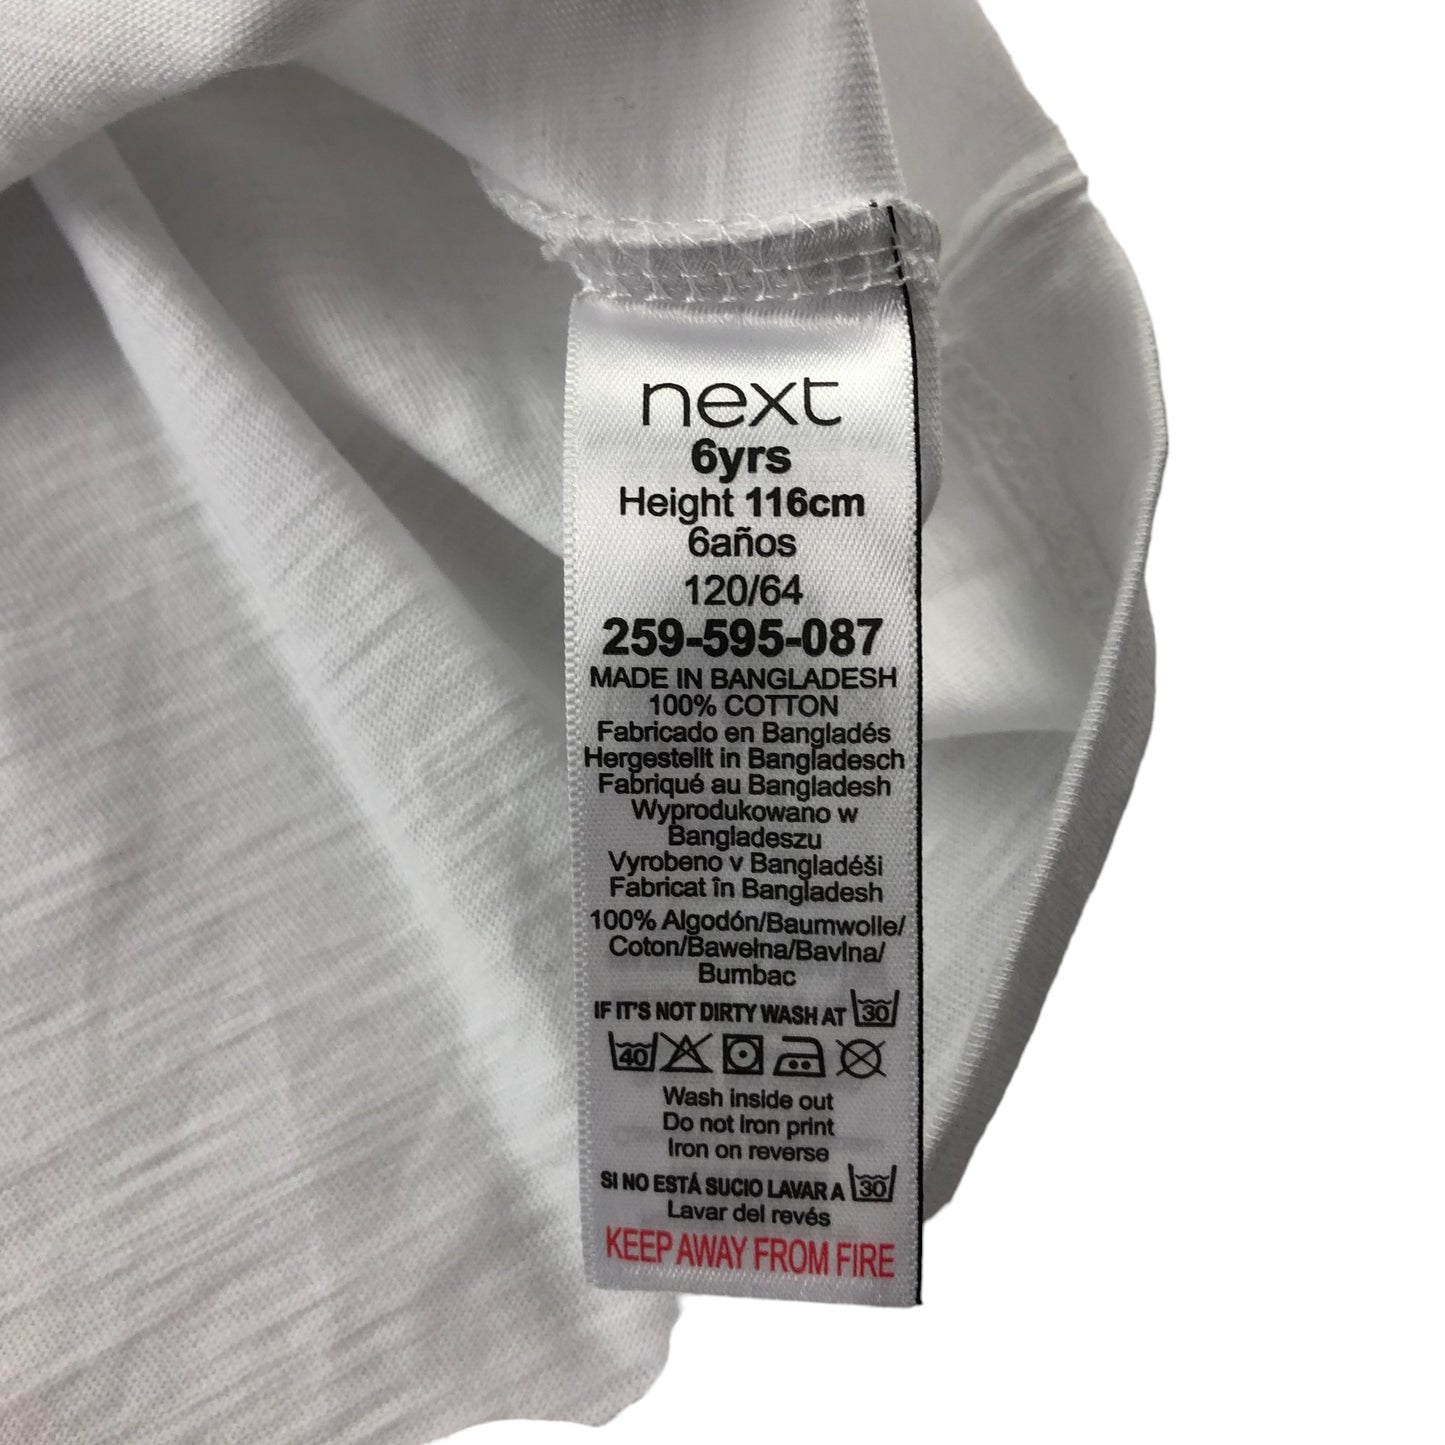 next
6yrs
Height 116cm
6años
120/64
259-595-087
MADE IN BANGLADESH
100% COTTON
Fabricado en Bangladés
Hergestellt in Bangladesch
Fabriqué au Bangladesh
Wyprodukowano w
Bangladeszu
Vyrobeno v Bangladéši
Fabricat în Bangladesh
100% Algodón/Baumwolle/
Coton/Bawełna/Bavlna/
Bumbac
IF IT'S NOT DIRTY WASH AT 30
40
Wash inside out
Do not iron print
Iron on reverse
SI NO ESTÁ SUCIO LAVAR A 30
Lavar del revés
KEEP AWAY FROM FIRE